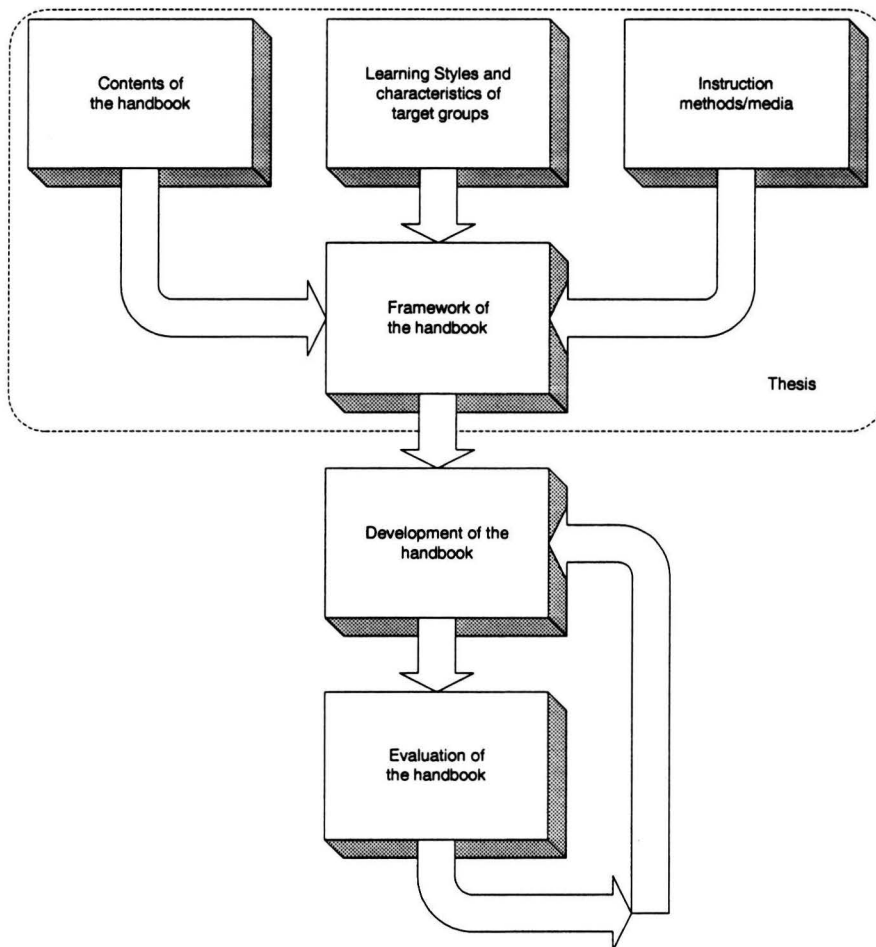 Contents of
the handbook
Learning Styles and
characteristics of
target groups
Instruction
methods/media
Framework of
the handbook
Thesis
Development of the
handbook
Evaluation of
the handbook